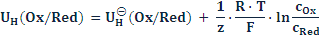 U_H(Ox/Red) = U_H^⊖(Ox/Red) + 1/z · R · T/F · ln c_Ox/c_Red